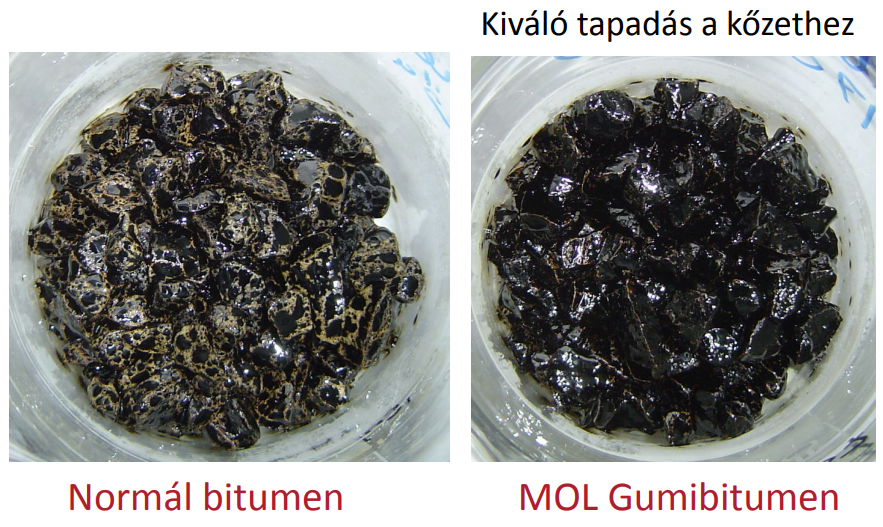 Kiváló tapadás a kőzethez
Normál bitumen
MOL Gumibitumen